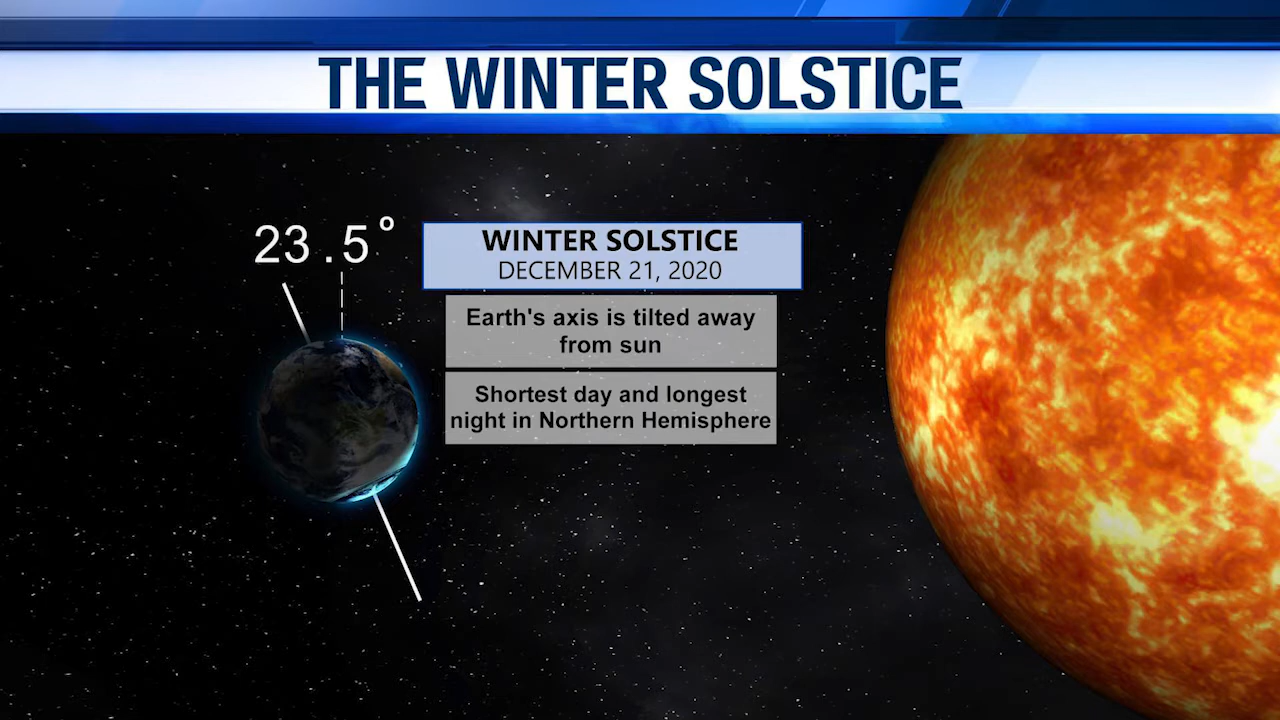 THE WINTER SOLSTICE
23.5°
WINTER SOLSTICE
DECEMBER 21, 2020
Earth's axis is tilted away
from sun
Shortest day and longest
night in Northern Hemisphere